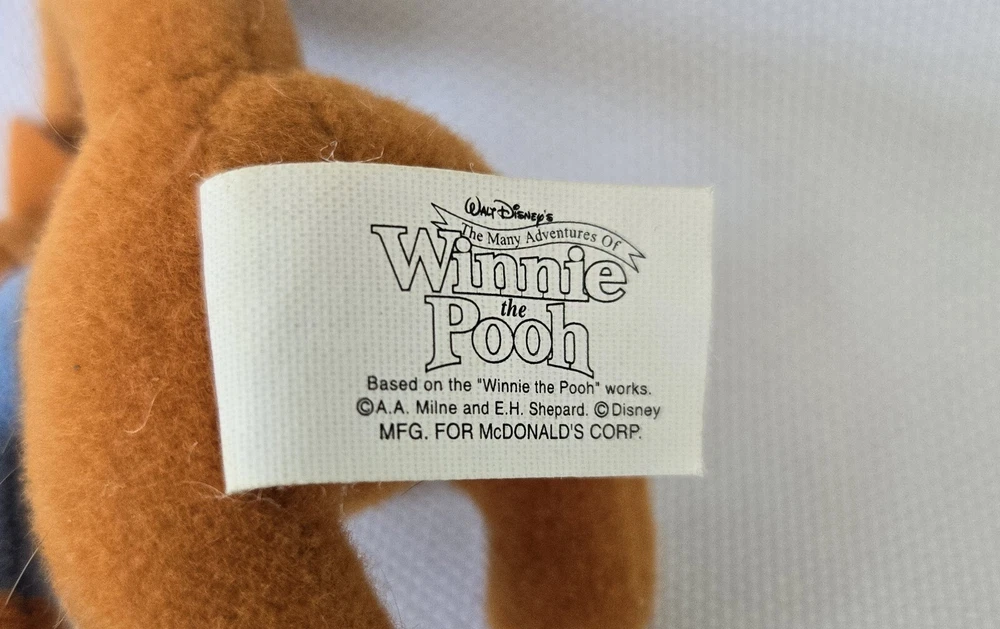 Walt Disney's
The Many Adventures Of
Winnie
the
Pooh
Based on the "Winnie the Pooh" works.
©A.A. Milne and E.H. Shepard. ©Disney
MFG. FOR McDONALD'S CORP.